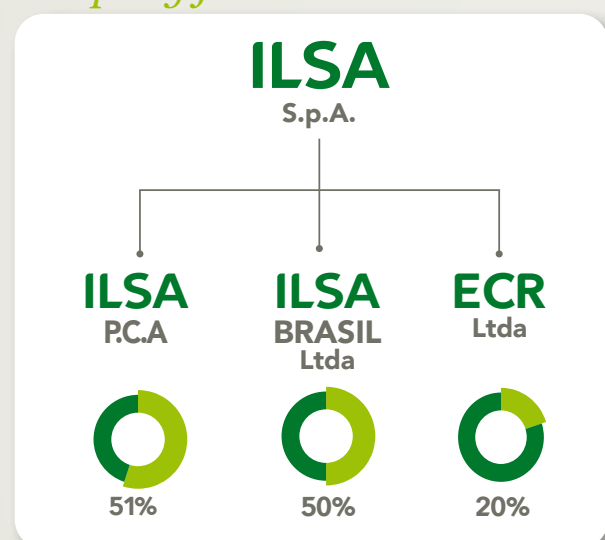 ILSA
S.p.A.
ILSA
P.C.A
ILSA
BRASIL
Ltda
ECR
Ltda
51%
50%
20%